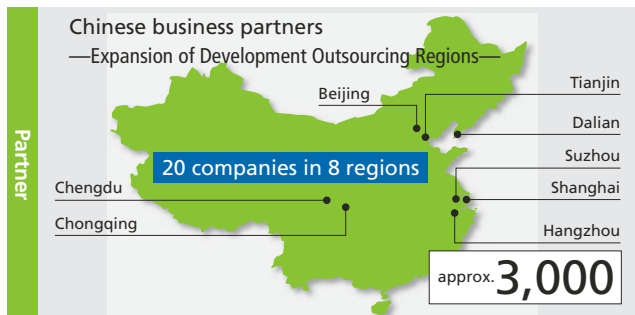 Partner
Chinese business partners
—Expansion of Development Outsourcing Regions—
Beijing
Tianjin
Dalian
20 companies in 8 regions
Suzhou
Chengdu
Shanghai
Chongqing
Hangzhou
approx. 3,000